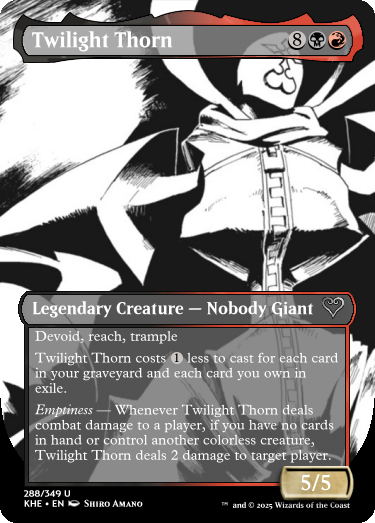 Twilight Thorn 8
Legendary Creature — Nobody Giant
Devoid, reach, trample
Twilight Thorn costs 1 less to cast for each card
in your graveyard and each card you own in
exile.
Emptiness — Whenever Twilight Thorn deals
combat damage to a player, if you have no cards
in hand or control another colorless creature,
Twilight Thorn deals 2 damage to target player.
5/5
288/349 U
KHE • EN Shiro Amano
™ and © 2025 Wizards of the Coast